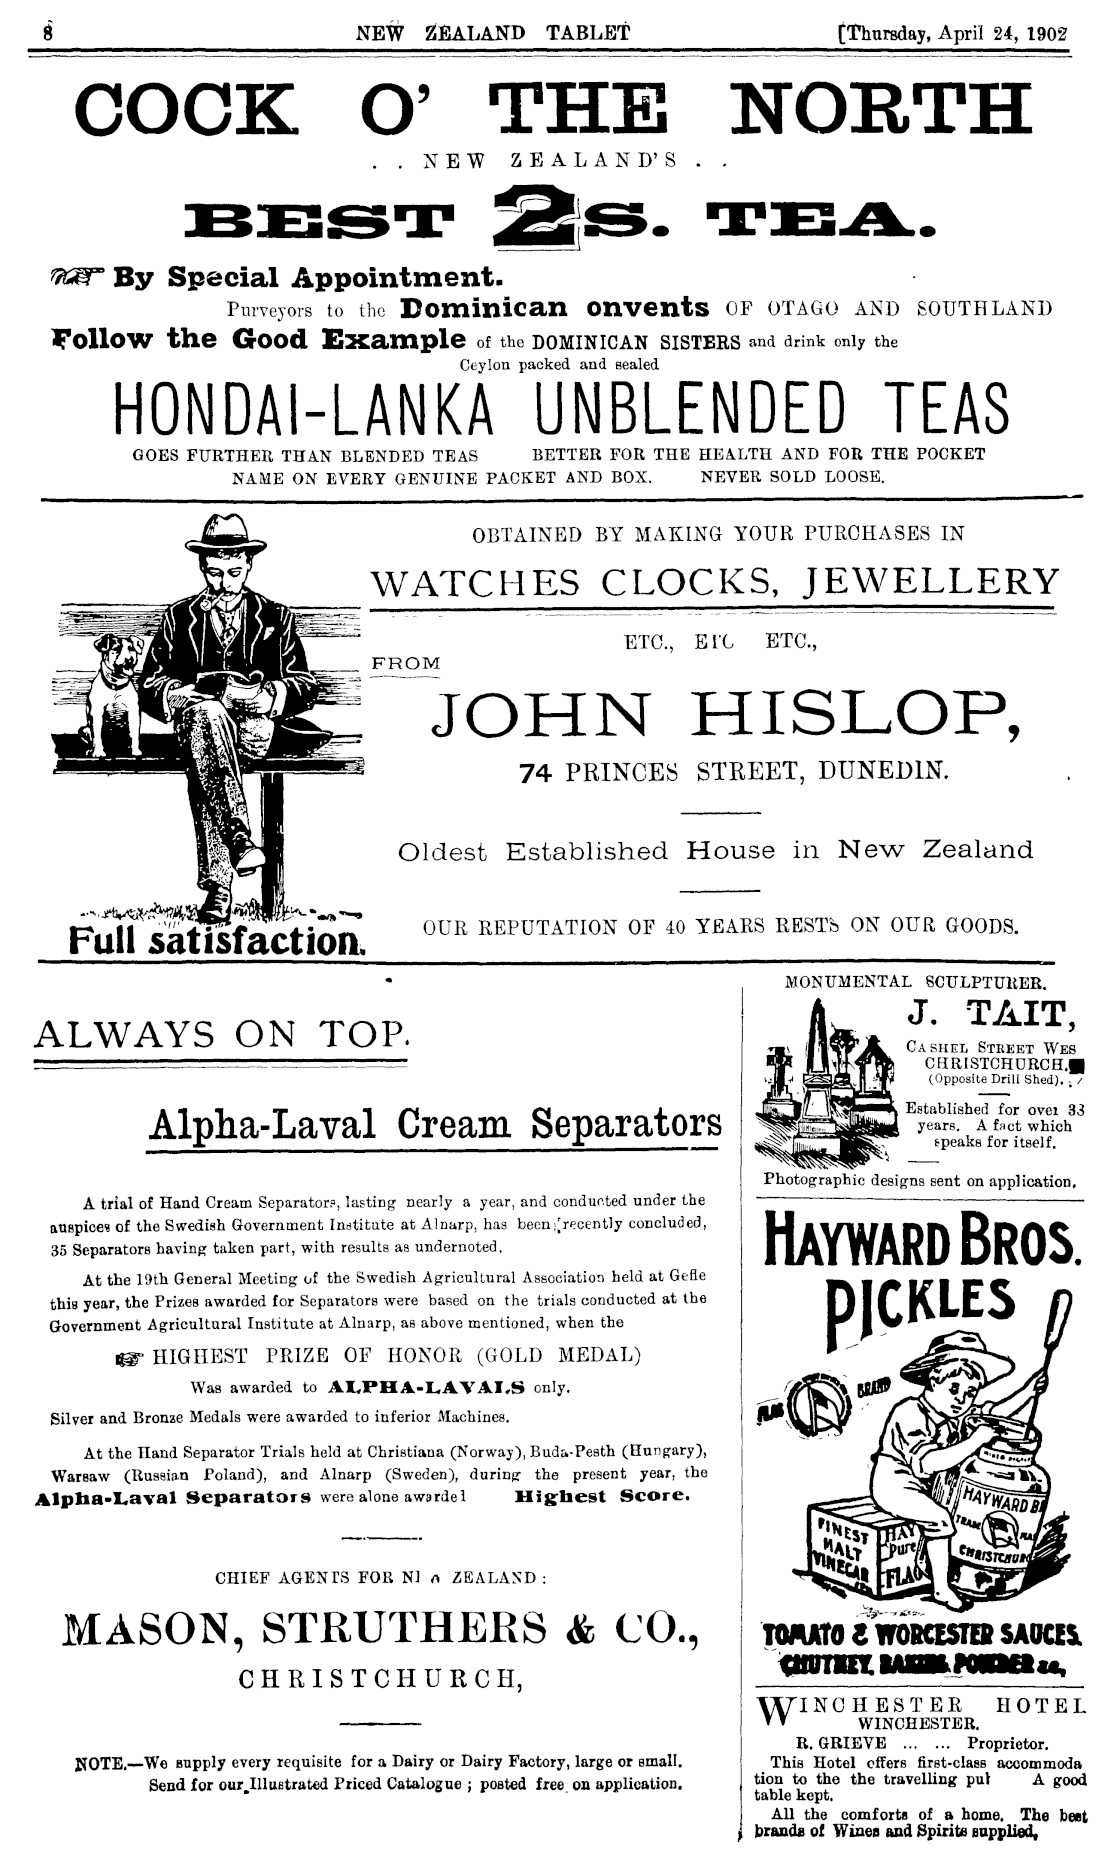 8 NEW ZEALAND TABLET [Thursday, April 24, 1902
COCK O' THE NORTH
. . NEW ZEALAND'S . .
BEST 2S. TEA.
By Special Appointment.
Purveyors to the Dominican onvents OF OTAGO AND SOUTHLAND
Follow the Good Example of the DOMINICAN SISTERS and drink only the
Ceylon packed and sealed
HONDAI-LANKA UNBLENDED TEAS
GOES FURTHER THAN BLENDED TEAS BETTER FOR THE HEALTH AND FOR THE POCKET
NAME ON EVERY GENUINE PACKET AND BOX. NEVER SOLD LOOSE.
Full satisfaction.
OBTAINED BY MAKING YOUR PURCHASES IN
WATCHES CLOCKS, JEWELLERY
ETC., ETC ETC.,
FROM
JOHN HISLOP,
74 PRINCES STREET, DUNEDIN.
Oldest Established House in New Zealand
OUR REPUTATION OF 40 YEARS RESTS ON OUR GOODS.
ALWAYS ON TOP.
Alpha-Laval Cream Separators
A trial of Hand Cream Separators, lasting nearly a year, and conducted under the
auspices of the Swedish Government Institute at Alnarp, has been recently concluded,
35 Separators having taken part, with results as undernoted.
At the 19th General Meeting of the Swedish Agricultural Association held at Gefle
this year, the Prizes awarded for Separators were based on the trials conducted at the
Government Agricultural Institute at Alnarp, as above mentioned, when the
HIGHEST PRIZE OF HONOR (GOLD MEDAL)
Was awarded to ALPHA-LAVALS only.
Silver and Bronze Medals were awarded to inferior Machines.
At the Hand Separator Trials held at Christiana (Norway), Buda-Pesth (Hungary),
Warsaw (Russian Poland), and Alnarp (Sweden), during the present year, the
Alpha-Laval Separators were alone awarded Highest Score.
CHIEF AGENTS FOR ZEALAND :
MASON, STRUTHERS & CO.,
CHRISTCHURCH,
NOTE.—We supply every requisite for a Dairy or Dairy Factory, large or small.
Send for our Illustrated Priced Catalogue ; posted free on application.
MONUMENTAL SCULPTURER.
J. TAIT,
CASHEL STREET WES
CHRISTCHURCH.
(Opposite Drill Shed).
Established for over 33
years. A fact which
speaks for itself.
Photographic designs sent on application.
HAYWARD BROS.
PICKLES
FLAG BRAND
HAYWARD B
TRADE MAR
CHRISTCHUR
FINEST
MALT
VINEGAR
HAY
Pure
FLAG
TOMATO & WORCESTER SAUCES.
CHUTNEY, BAKING POWDER &c,
WINCHESTER HOTEL
WINCHESTER.
R. GRIEVE ... ... Proprietor.
This Hotel offers first-class accommoda
tion to the the travelling pub A good
table kept.
All the comforts of a home. The best
brands of Wines and Spirits supplied,